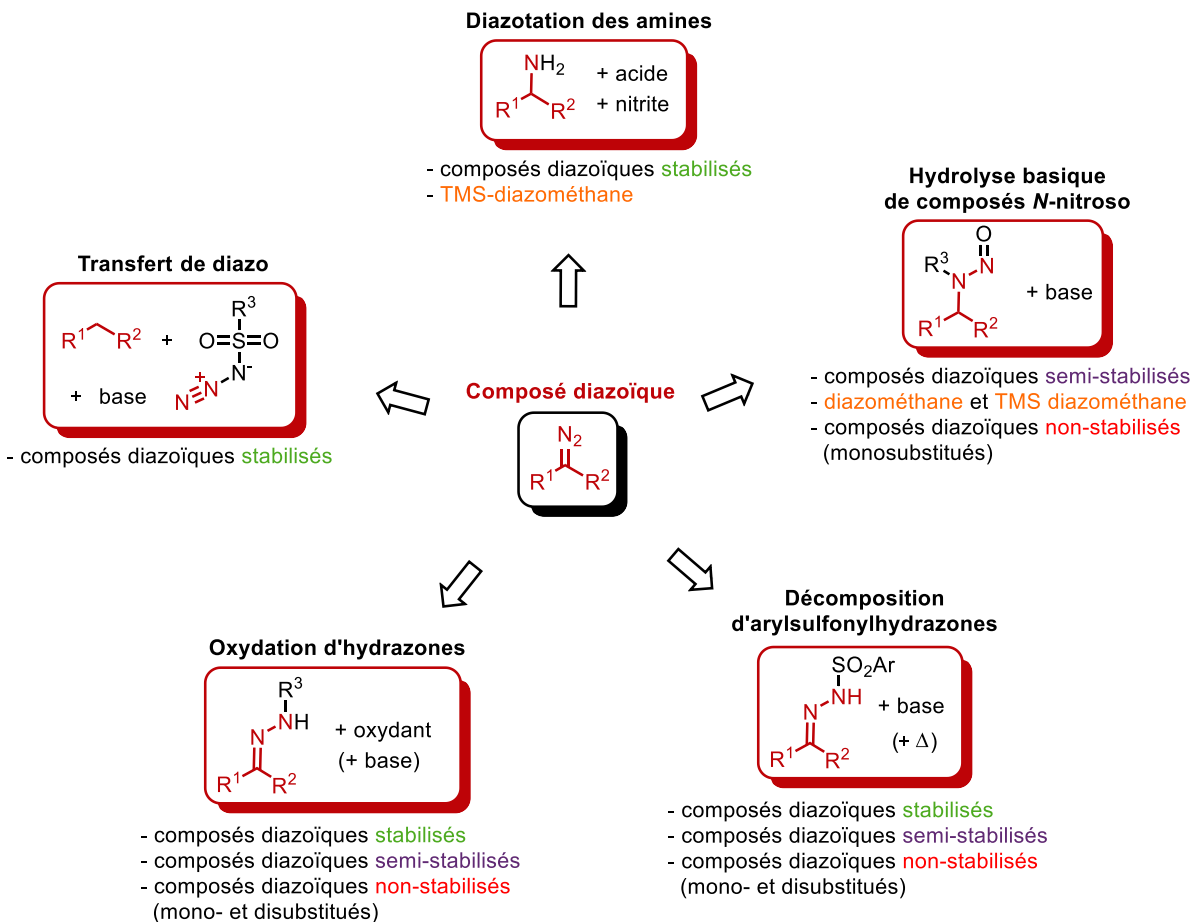 Diazotation des amines
NH2
R1 R2
+ acide
+ nitrite
- composés diazoïques stabilisés
- TMS-diazométhane
Hydrolyse basique
de composés N-nitroso
O
R3 N N
R1 R2
+ base
- composés diazoïques semi-stabilisés
- diazométhane et TMS diazométhane
- composés diazoïques non-stabilisés
(monosubstitués)
Transfert de diazo
R1 R2 +
R3
O S O
N-
N + N
+ base
- composés diazoïques stabilisés
Composé diazoïque
N2
R1 R2
Oxydation d'hydrazones
R3
N NH
R1 R2
+ oxydant
(+ base)
- composés diazoïques stabilisés
- composés diazoïques semi-stabilisés
- composés diazoïques non-stabilisés
(mono- et disubstitués)
Décomposition
d'arylsulfonylhydrazones
SO2Ar
N NH
R1 R2
+ base
(+ Δ)
- composés diazoïques stabilisés
- composés diazoïques semi-stabilisés
- composés diazoïques non-stabilisés
(mono- et disubstitués)